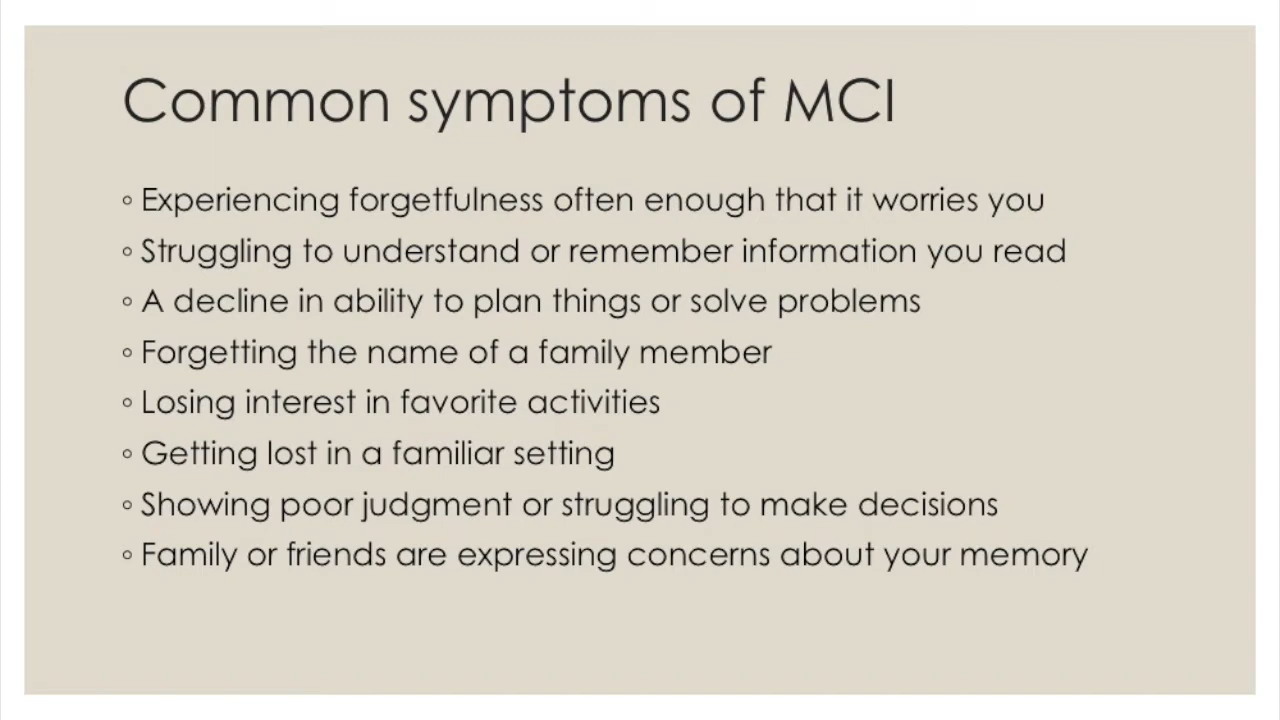 Common symptoms of MCI
◦ Experiencing forgetfulness often enough that it worries you
◦ Struggling to understand or remember information you read
◦ A decline in ability to plan things or solve problems
◦ Forgetting the name of a family member
◦ Losing interest in favorite activities
◦ Getting lost in a familiar setting
◦ Showing poor judgment or struggling to make decisions
◦ Family or friends are expressing concerns about your memory